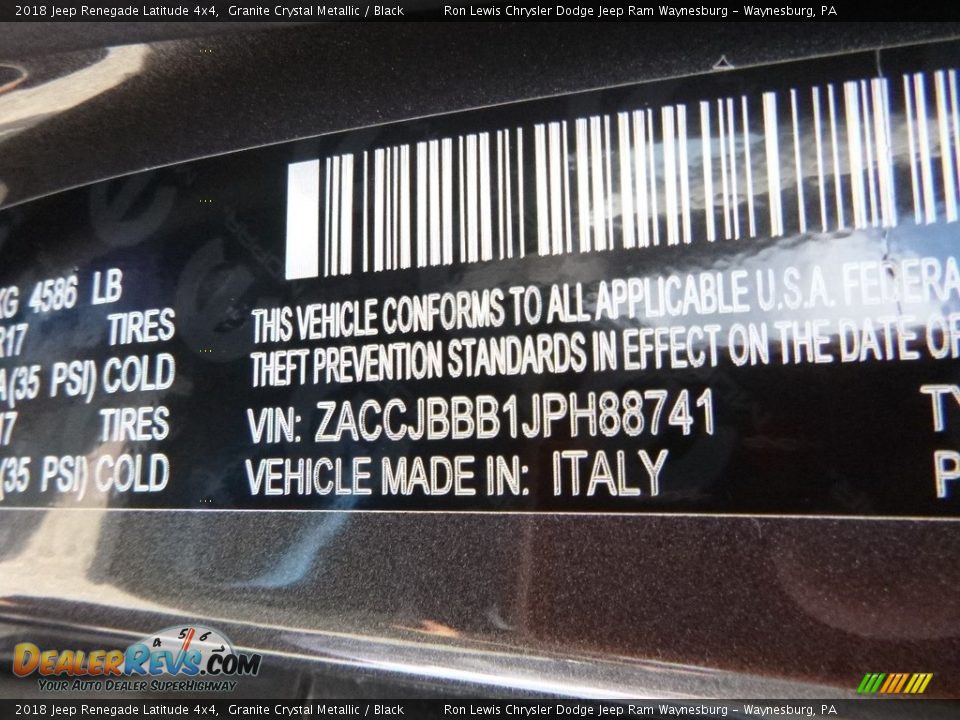 2018 Jeep Renegade Latitude 4x4, Granite Crystal Metallic / Black Ron Lewis Chrysler Dodge Jeep Ram Waynesburg - Waynesburg, PA
KG 4586 LB
R17 TIRES
(35 PSI) COLD
17 TIRES
(35 PSI) COLD
THIS VEHICLE CONFORMS TO ALL APPLICABLE U.S.A. FEDERA
THEFT PREVENTION STANDARDS IN EFFECT ON THE DATE OF
VIN: ZACCJBBB1JPH88741 TY
VEHICLE MADE IN: ITALY P
DEALERREVS.COM
4 5 6
YOUR AUTO DEALER SUPERHIGHWAY
2018 Jeep Renegade Latitude 4x4, Granite Crystal Metallic / Black Ron Lewis Chrysler Dodge Jeep Ram Waynesburg - Waynesburg, PA